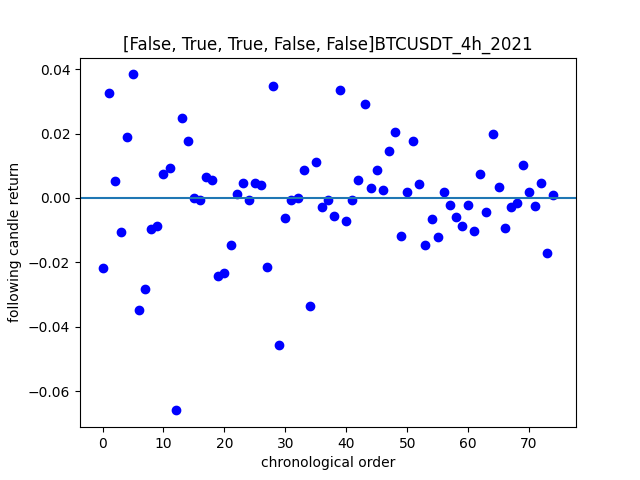 [False, True, True, False, False]BTCUSDT_4h_2021
0.04
0.02
0.00
−0.02
−0.04
−0.06
following candle return
0 10 20 30 40 50 60 70
chronological order